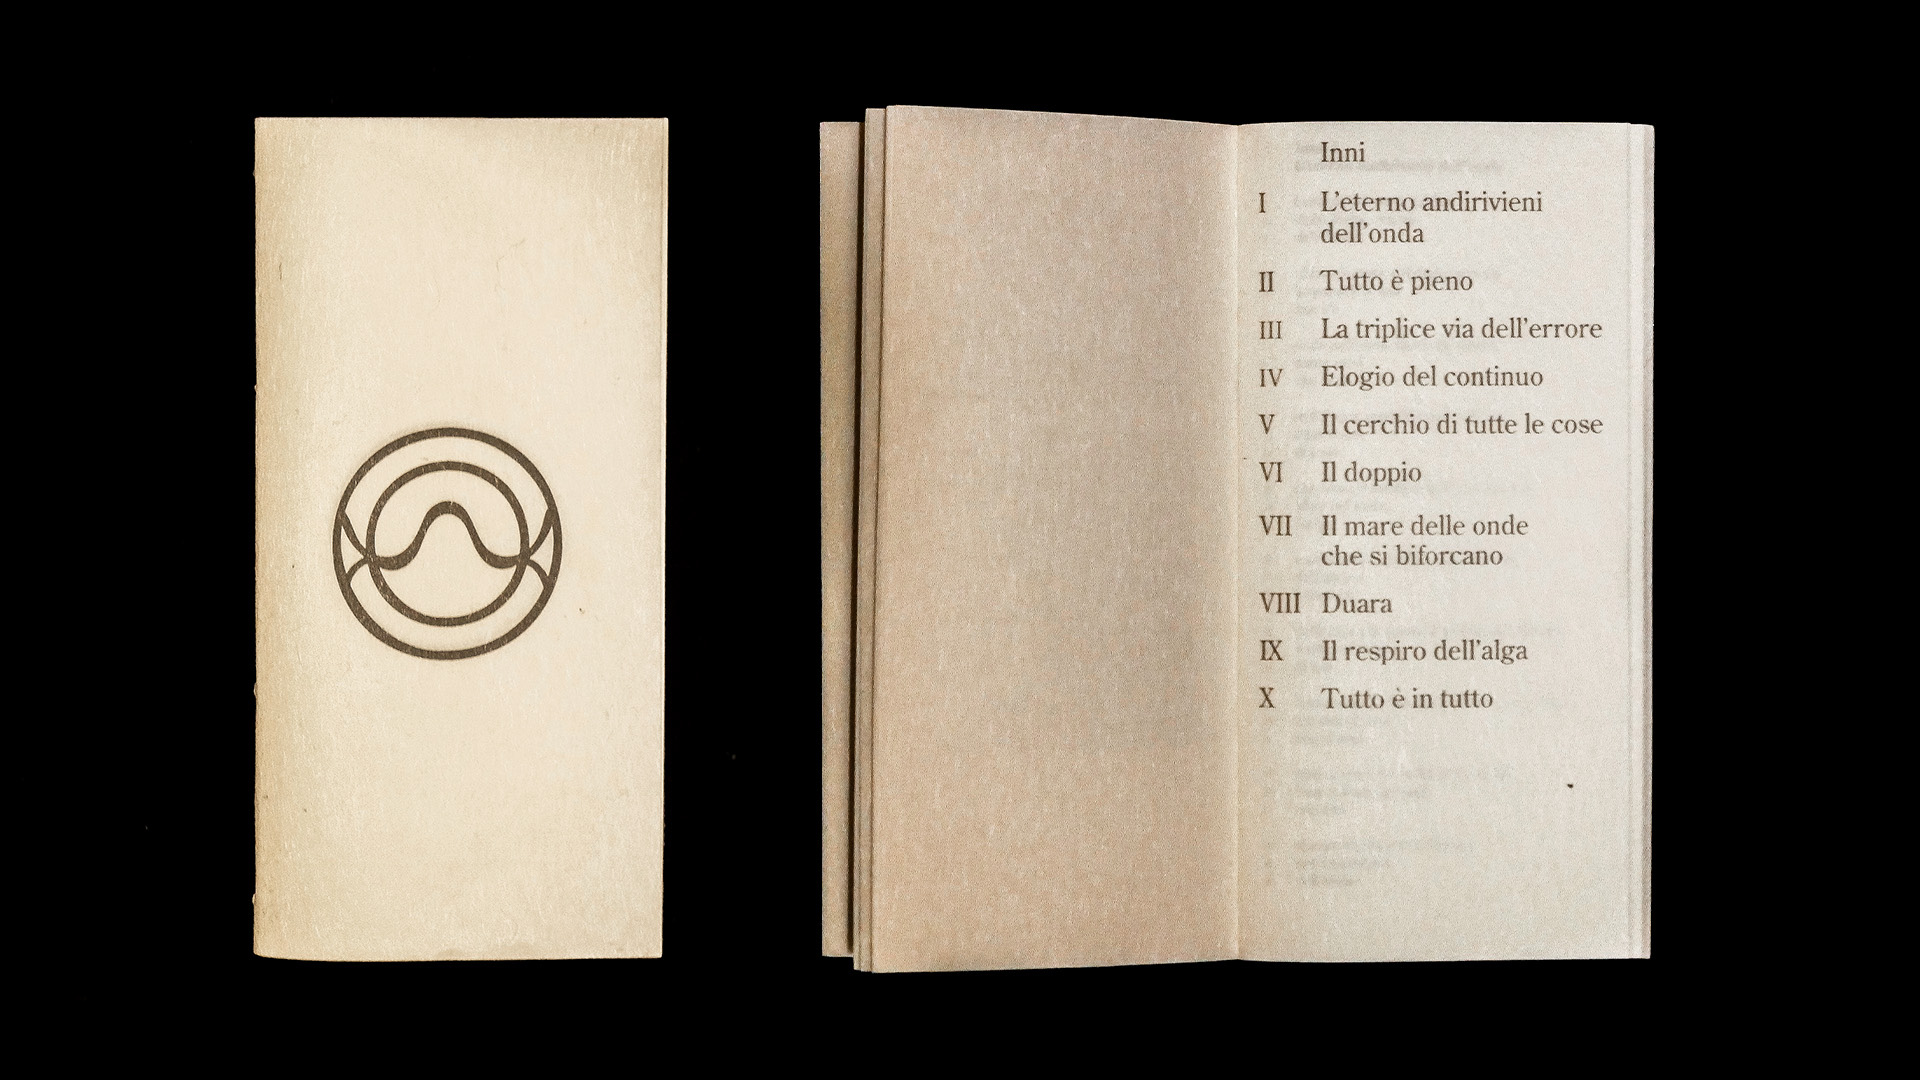 Inni
I L'eterno andirivieni
dell'onda
II Tutto è pieno
III La triplice via dell'errore
IV Elogio del continuo
V Il cerchio di tutte le cose
VI Il doppio
VII Il mare delle onde
che si biforcano
VIII Duara
IX Il respiro dell'alga
X Tutto è in tutto